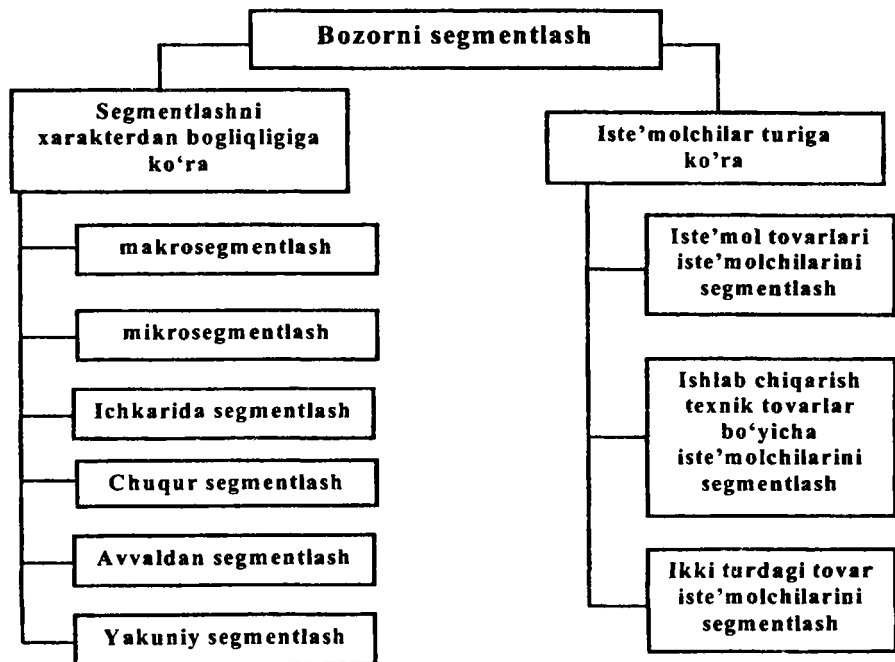 Bozorni segmentlash
Segmentlashni
xarakterdan bogliqligiga
ko‘ra
makrosegmentlash
mikrosegmentlash
Ichkarida segmentlash
Chuqur segmentlash
Avvaldan segmentlash
Yakuniy segmentlash
Iste’molchilar turiga
ko’ra
Iste’mol tovarlari
iste’molchilarini
segmentlash
Ishlab chiqarish
texnik tovarlar
bo‘yicha
iste’molchilarini
segmentlash
Ikki turdagi tovar
iste’molchilarini
segmentlash